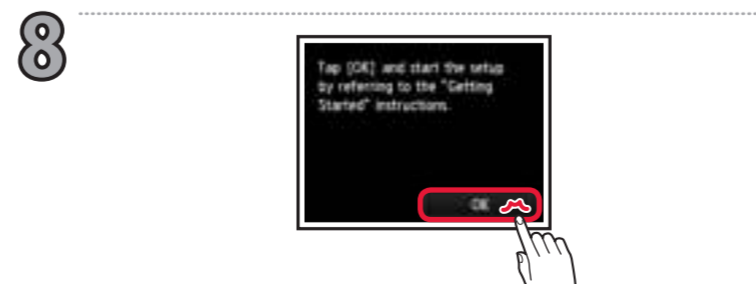 8
Tap [OK] and start the setup
by referring to the "Getting
Started" instructions.
OK